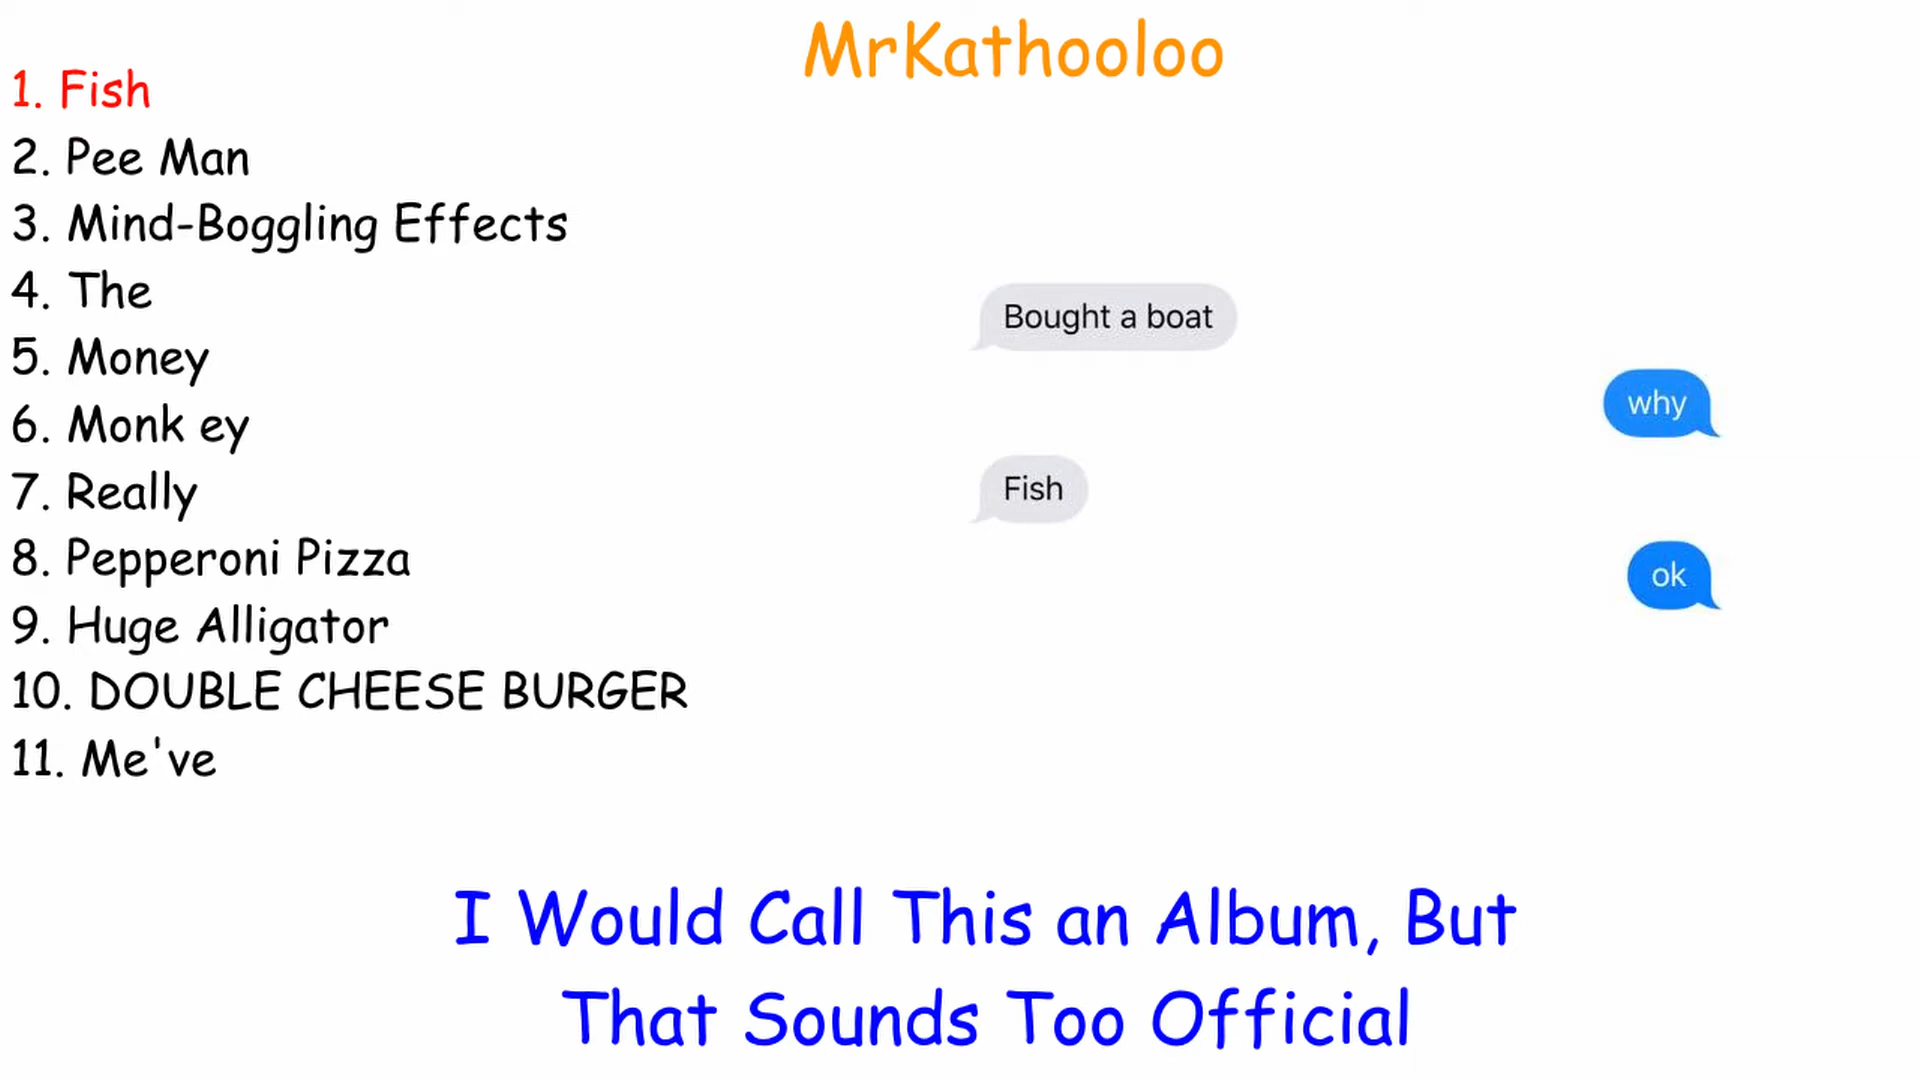 MrKathooloo
1. Fish
2. Pee Man
3. Mind-Boggling Effects
4. The
5. Money
6. Monk ey
7. Really
8. Pepperoni Pizza
9. Huge Alligator
10. DOUBLE CHEESE BURGER
11. Me've
Bought a boat
why
Fish
ok
I Would Call This an Album, But
That Sounds Too Official